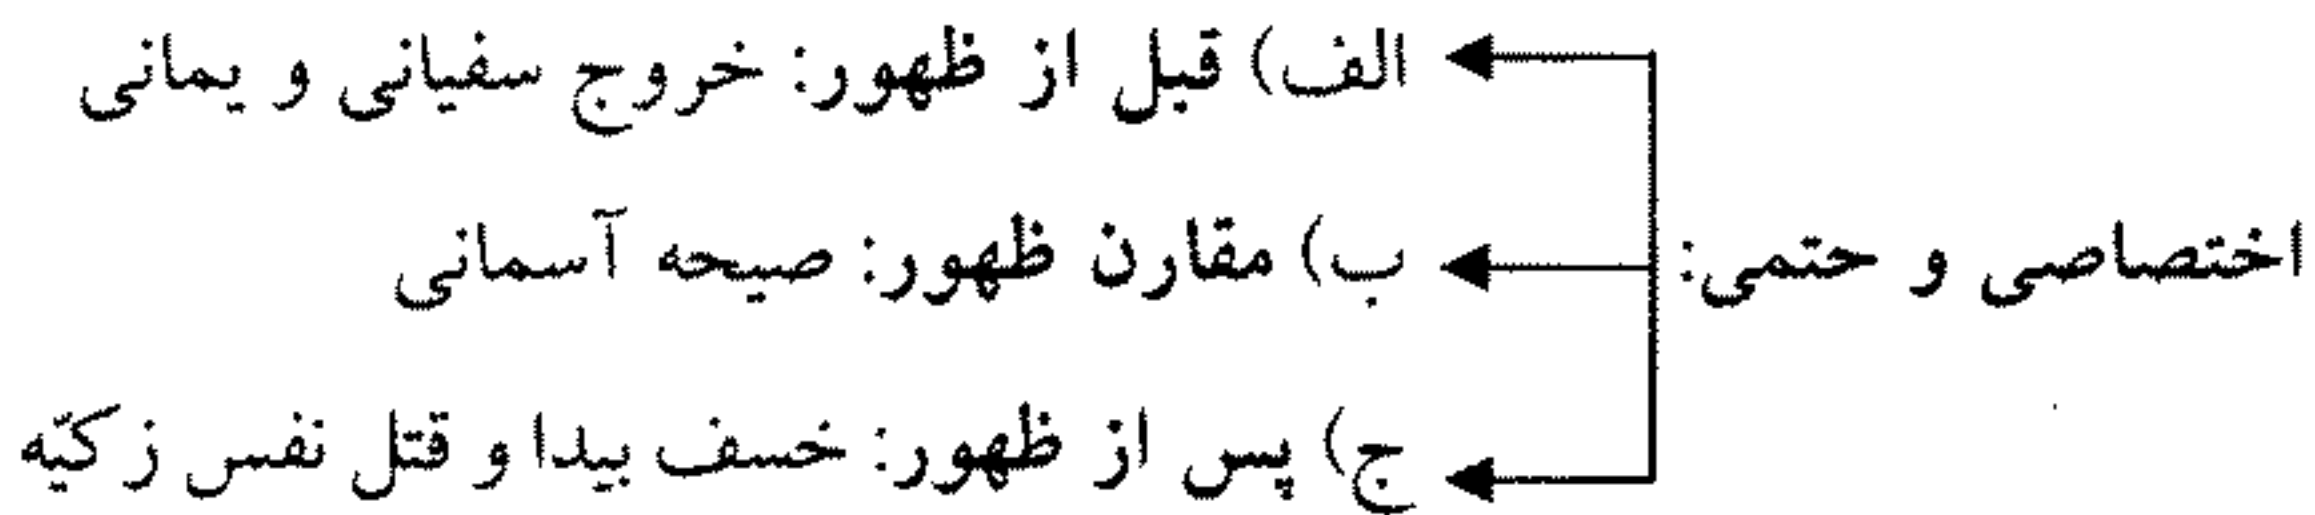 اختصاصی و حتمی:
الف) قبل از ظهور: خروج سفیانی و یمانی
ب) مقارن ظهور: صیحه آسمانی
ج) پس از ظهور: خسف بیدا و قتل نفس زکیّه